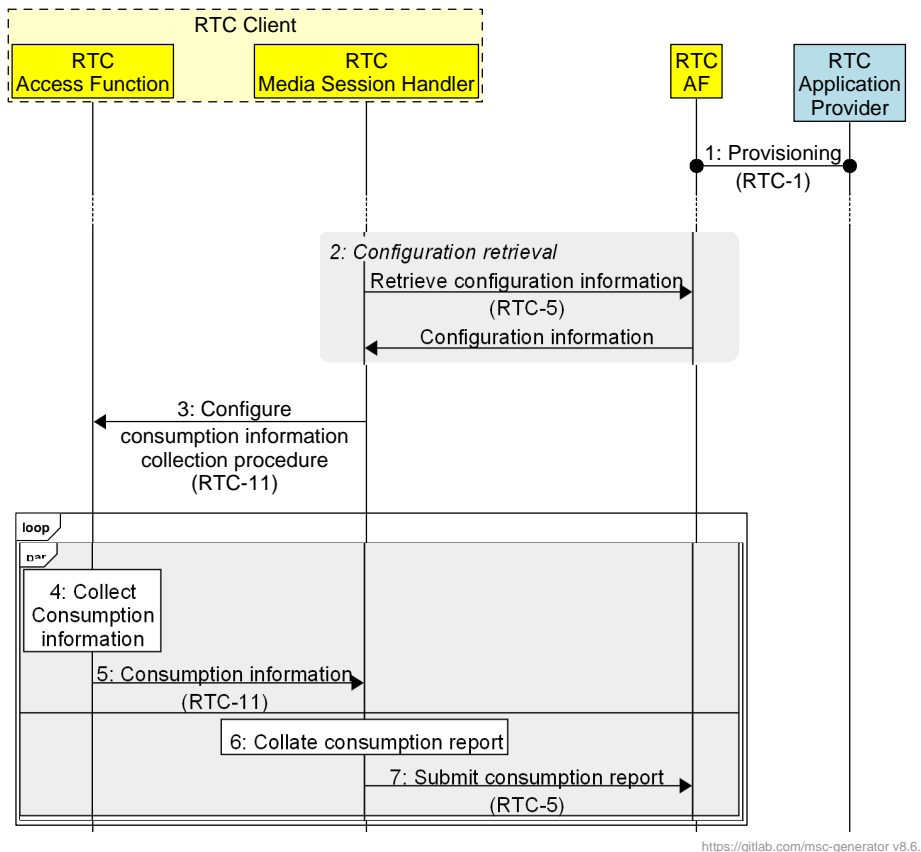 RTC Client
RTC
Access Function
RTC
Media Session Handler
RTC
AF
RTC
Application
Provider
1: Provisioning
(RTC-1)
2: Configuration retrieval
Retrieve configuration information
(RTC-5)
Configuration information
3: Configure
consumption information
collection procedure
(RTC-11)
loop
par
4: Collect
Consumption
information
5: Consumption information
(RTC-11)
6: Collate consumption report
7: Submit consumption report
(RTC-5)
https://gitlab.com/msc-generator v8.6.